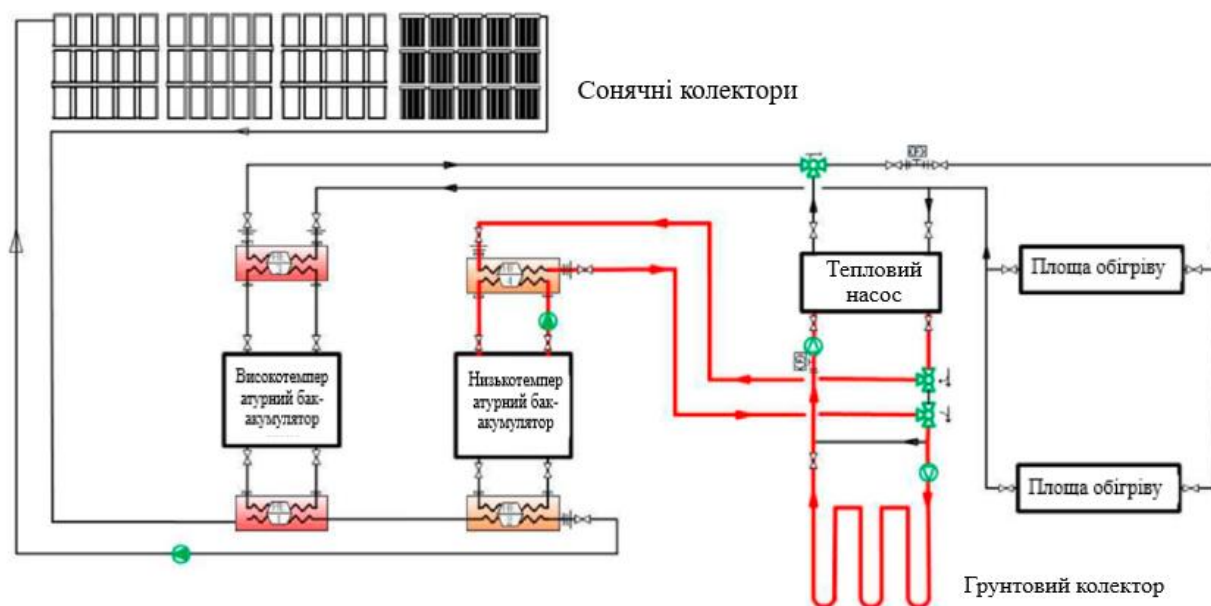 Сонячні колектори
Тепловий
насос
Площа обігріву
Високотемпер
атурний бак-
акумулятор
Низькотемпер
атурний бак-
акумулятор
Площа обігріву
Грунтовий колектор